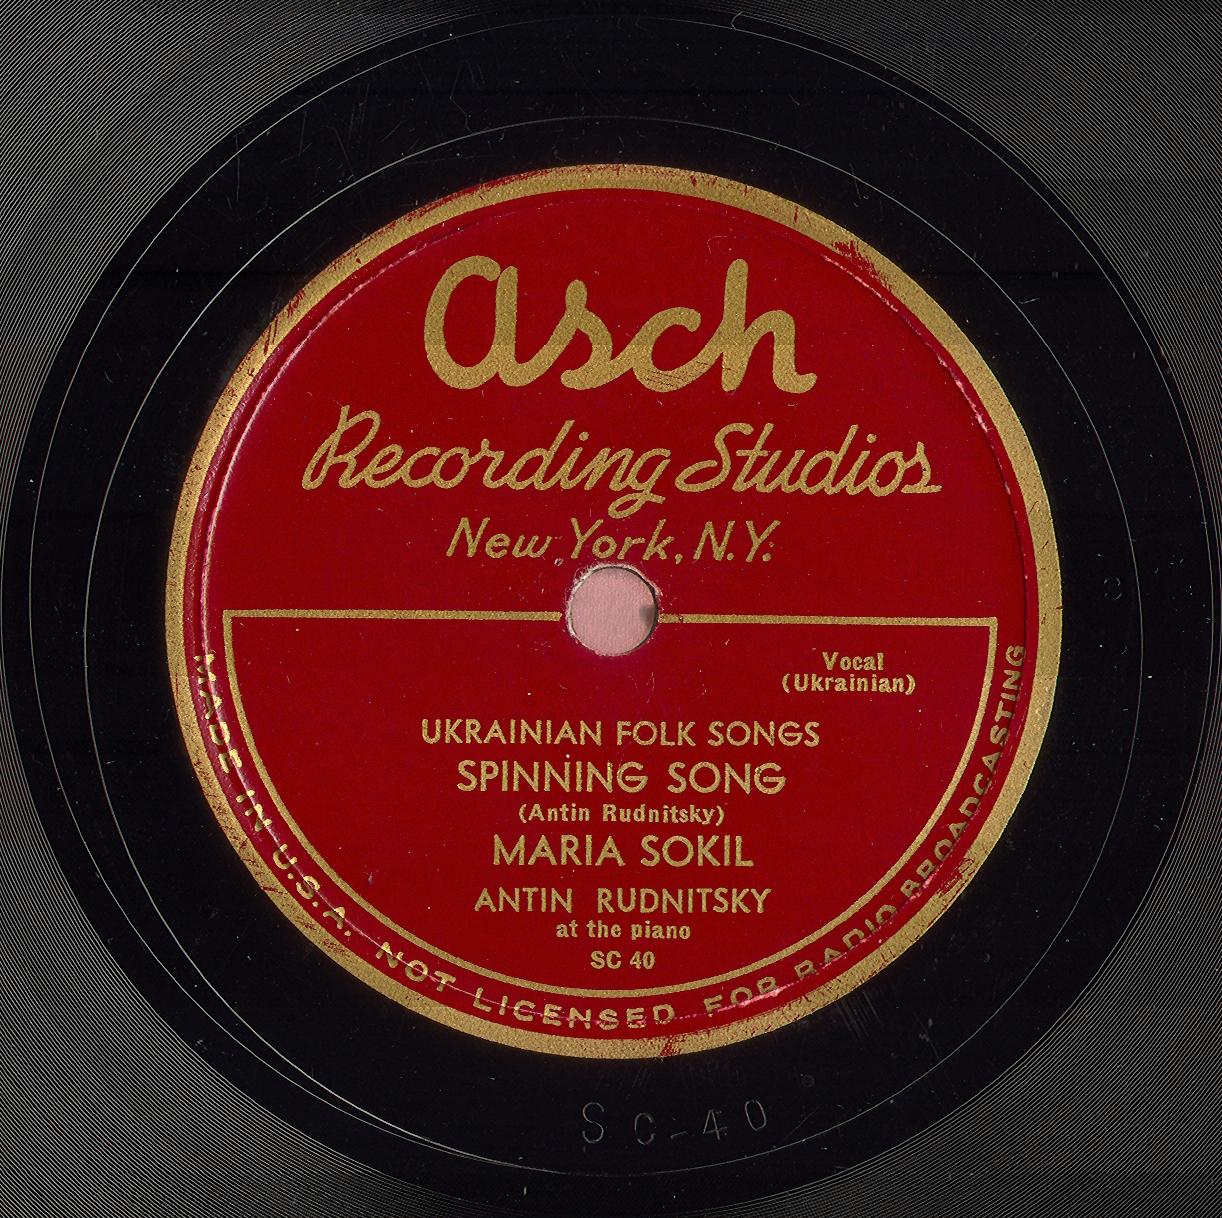 asch
Recording Studios
New York, N.Y.
Vocal
(Ukrainian)
UKRAINIAN FOLK SONGS
SPINNING SONG
(Antin Rudnitsky)
MARIA SOKIL
ANTIN RUDNITSKY
at the piano
SC 40
MADE IN U.S.A. NOT LICENSED FOR RADIO BROADCASTING
SC-40